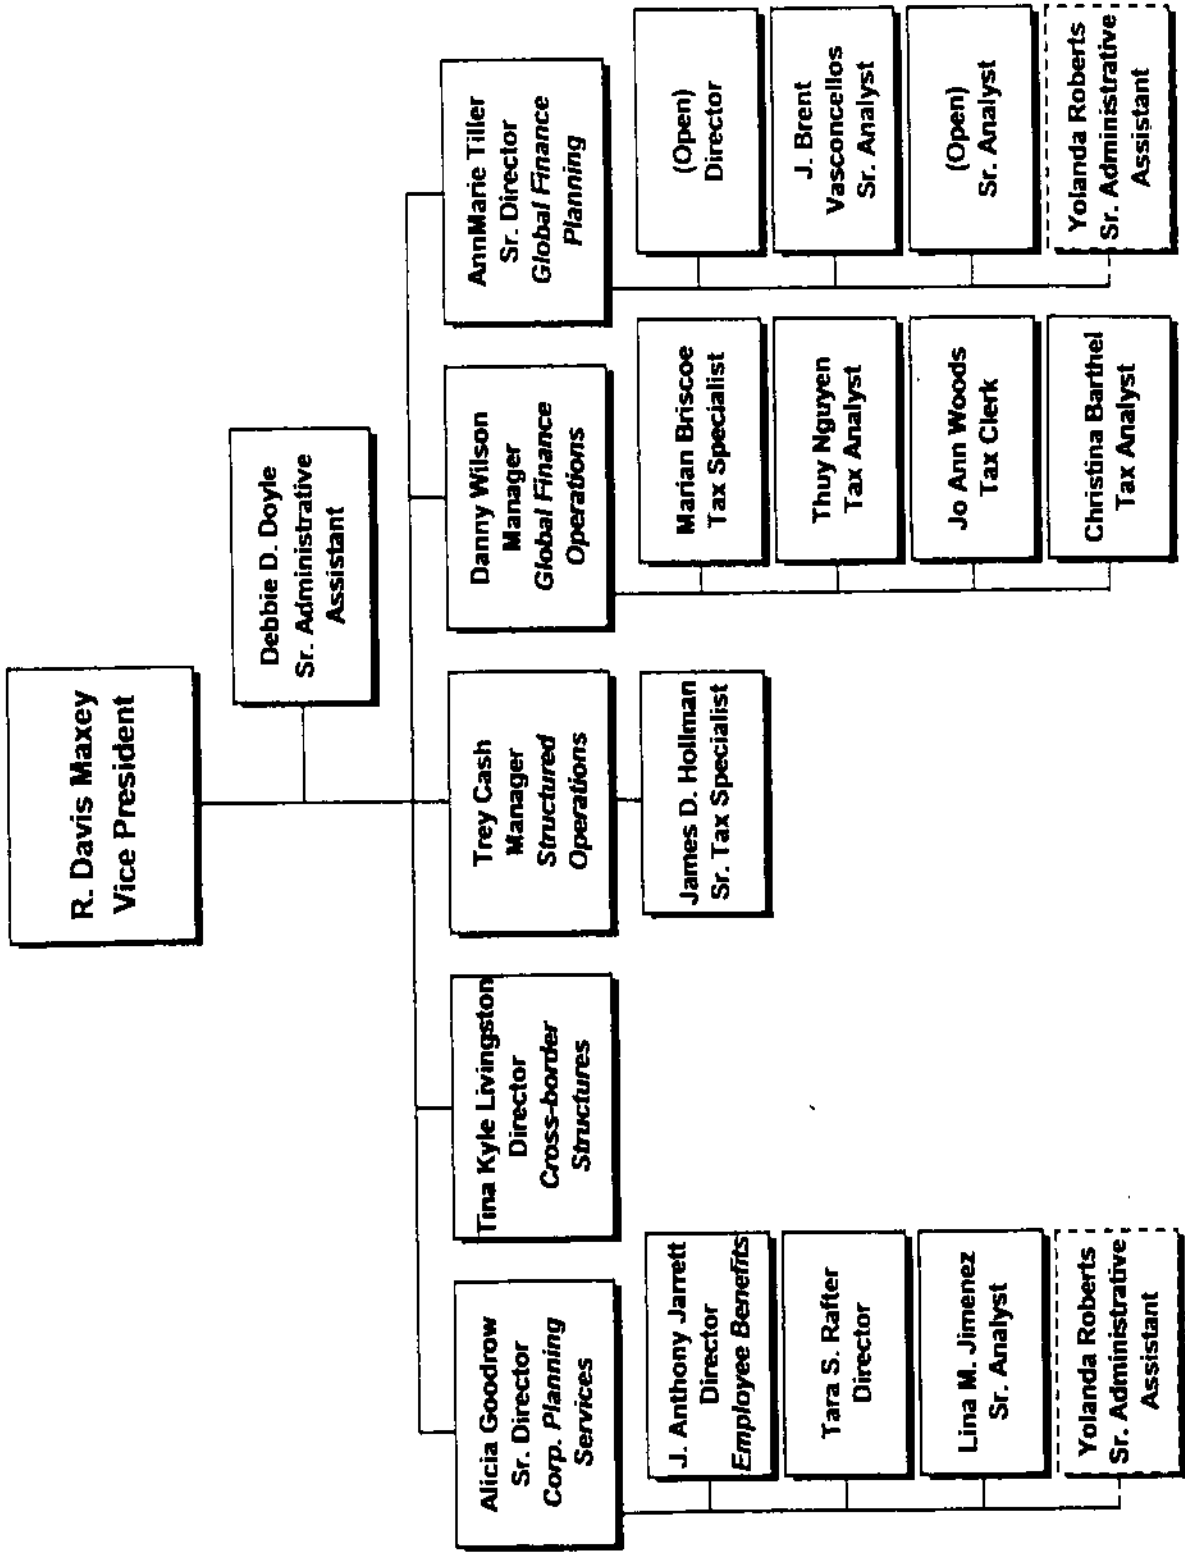 R. Davis Maxey
Vice President
Debbie D. Doyle
Sr. Administrative
Assistant
Alicia Goodrow
Sr. Director
Corp. Planning
Services
Tina Kyle Livingston
Director
Cross-border
Structures
Trey Cash
Manager
Structured
Operations
Danny Wilson
Manager
Global Finance
Operations
AnnMarie Tiller
Sr. Director
Global Finance
Planning
J. Anthony Jarrett
Director
Employee Benefits
Tara S. Rafter
Director
Lina M. Jimenez
Sr. Analyst
Yolanda Roberts
Sr. Administrative
Assistant
James D. Hollman
Sr. Tax Specialist
Marian Briscoe
Tax Specialist
Thuy Nguyen
Tax Analyst
Jo Ann Woods
Tax Clerk
Christina Barthel
Tax Analyst
(Open)
Director
J. Brent
Vasconcellos
Sr. Analyst
(Open)
Sr. Analyst
Yolanda Roberts
Sr. Administrative
Assistant